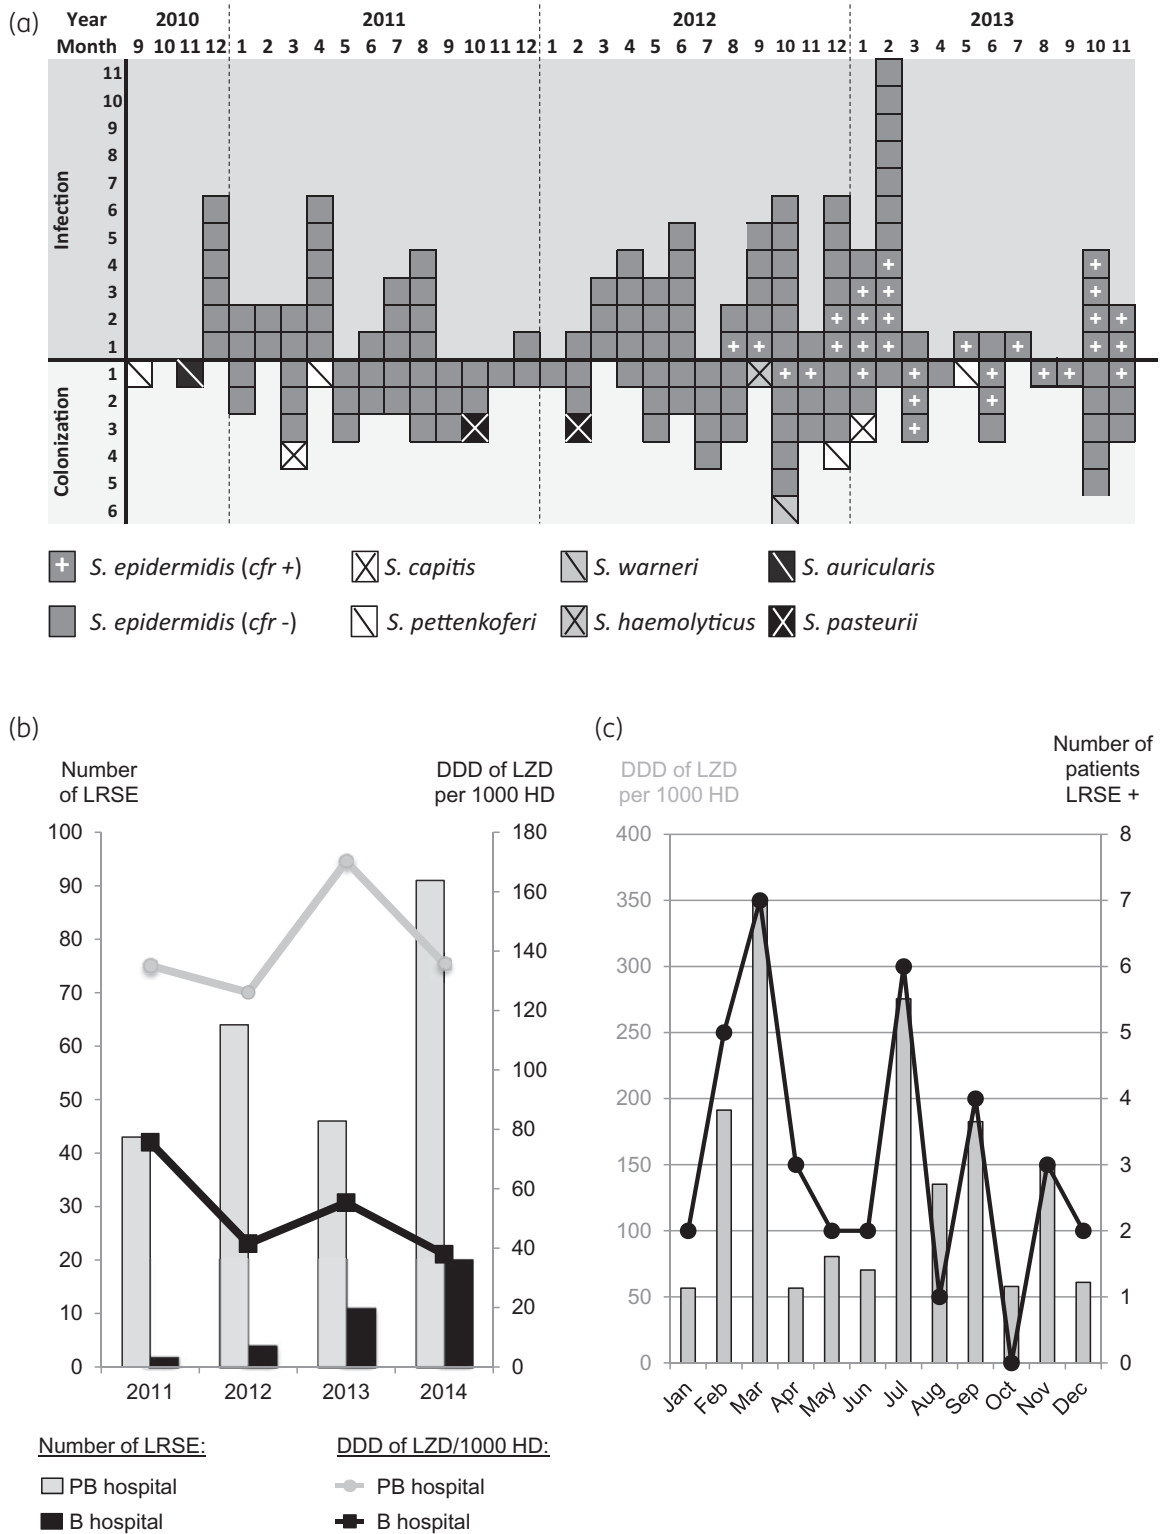 (a)
Year 2010 2011 2012 2013
Month 9 10 11 12 1 2 3 4 5 6 7 8 9 10 11 12 1 2 3 4 5 6 7 8 9 10 11 12 1 2 3 4 5 6 7 8 9 10 11
Infection
11
10
9
8
7
6
5
4
3
2
1
Colonization
1
2
3
4
5
6
S. epidermidis (cfr +) S. capitis S. warneri S. auricularis
S. epidermidis (cfr -) S. pettenkoferi S. haemolyticus S. pasteurii
(b)
Number
of LRSE
DDD of LZD
per 1000 HD
100 180
90 160
80 140
70 120
60 100
50 80
40 60
30 40
20 20
10 0
0
2011 2012 2013 2014
Number of LRSE: DDD of LZD/1000 HD:
PB hospital PB hospital
B hospital B hospital
(c)
DDD of LZD
per 1000 HD
Number of
patients
LRSE +
400 8
350 7
300 6
250 5
200 4
150 3
100 2
50 1
0 0
Jan Feb Mar Apr May Jun Jul Aug Sep Oct Nov Dec